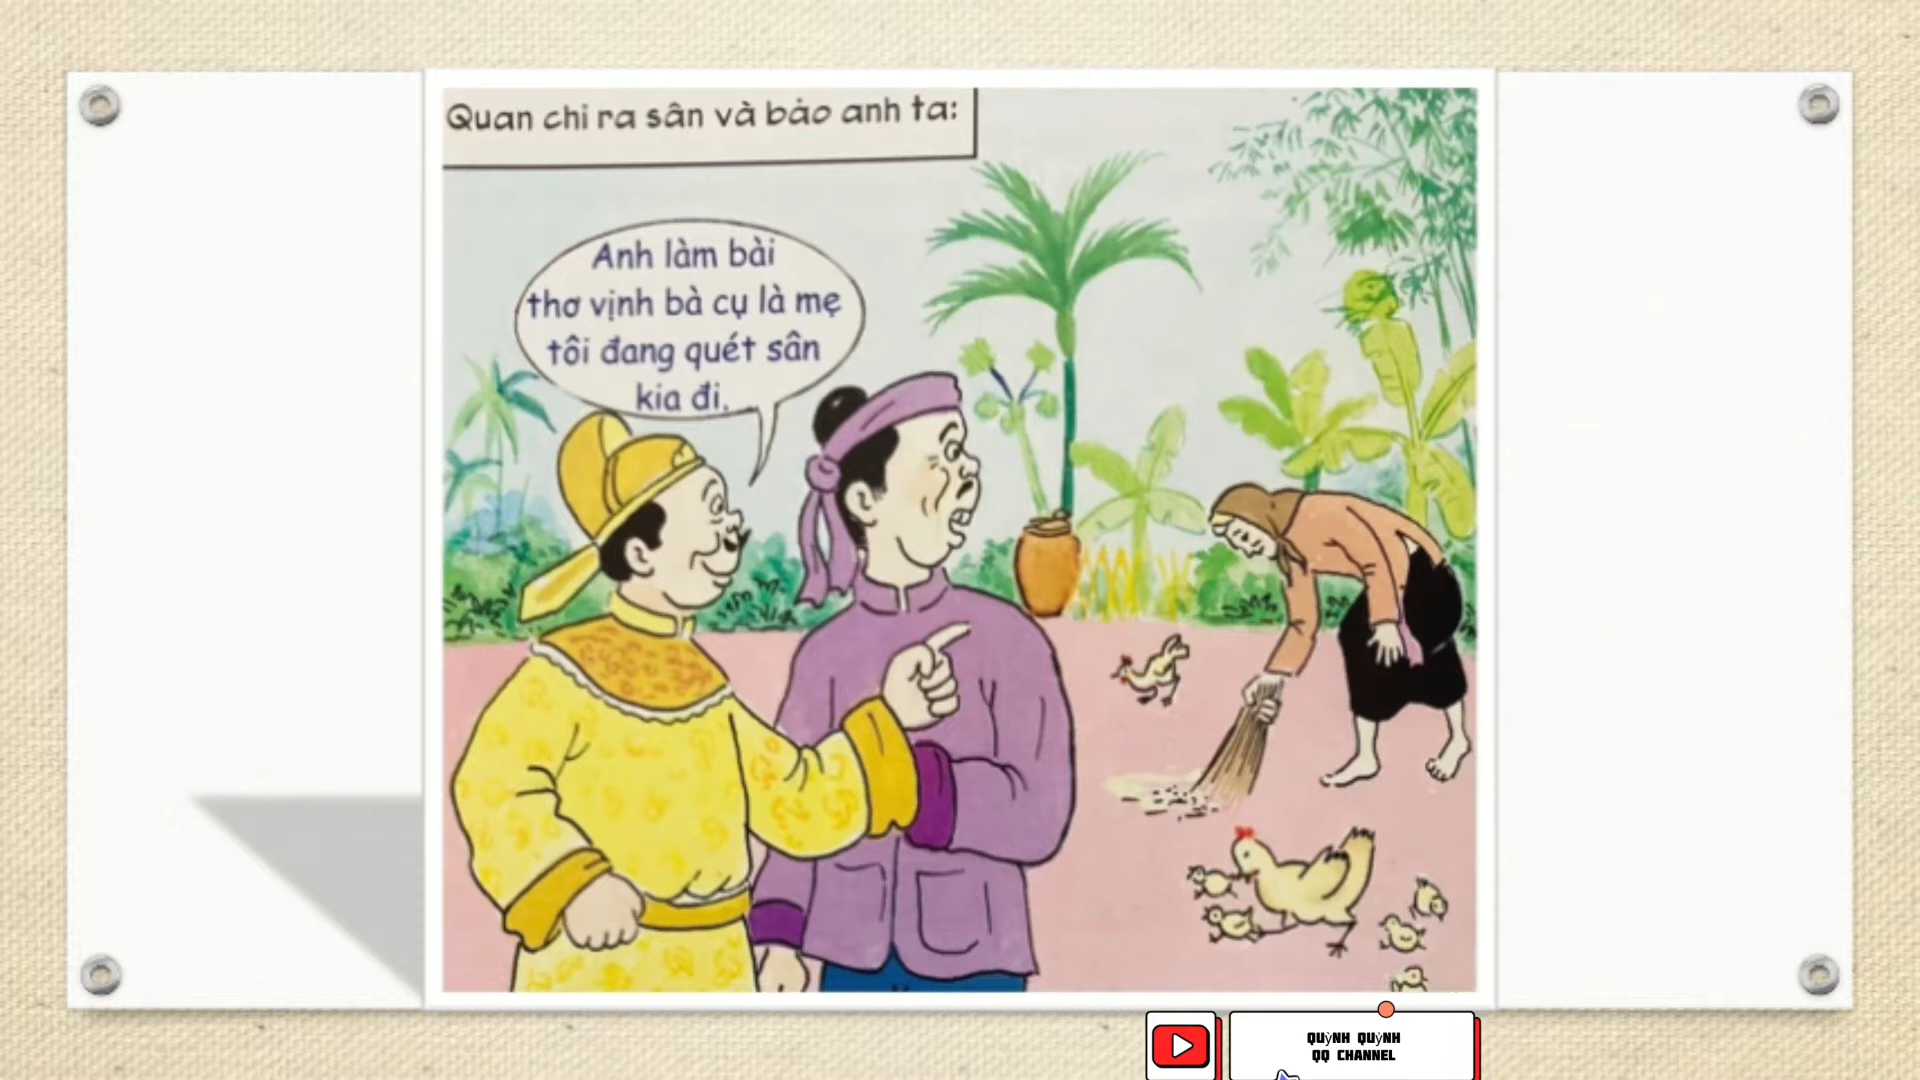 Quan chỉ ra sân và bảo anh ta:
Anh làm bài
thơ vịnh bà cụ là mẹ
tôi đang quét sân
kia đi.
QUỳNH QUỳNH
QQ CHANNEL